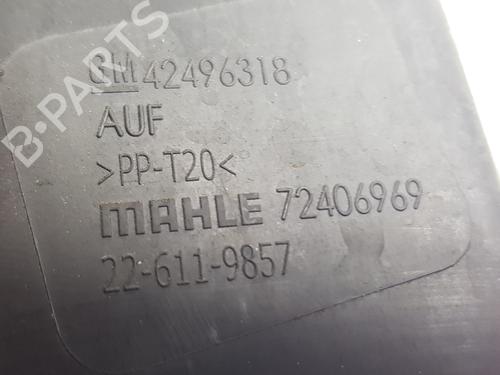 GM 42496318
AUF
>PP-T20<
MAHLE 72406969
22-611-9857
B-PARTS